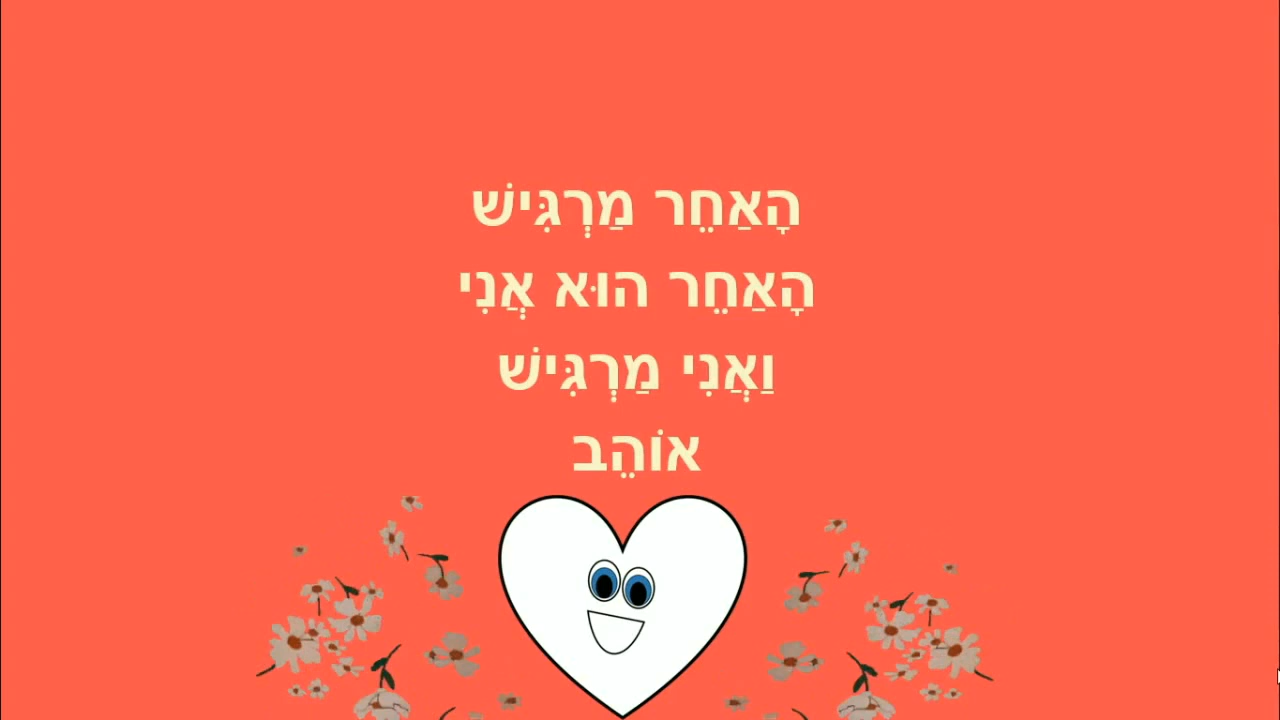 הָאַחֵר מַרְגִּישׁ
הָאַחֵר הוּא אֲנִי
וַאֲנִי מַרְגִּישׁ
אוֹהֵב